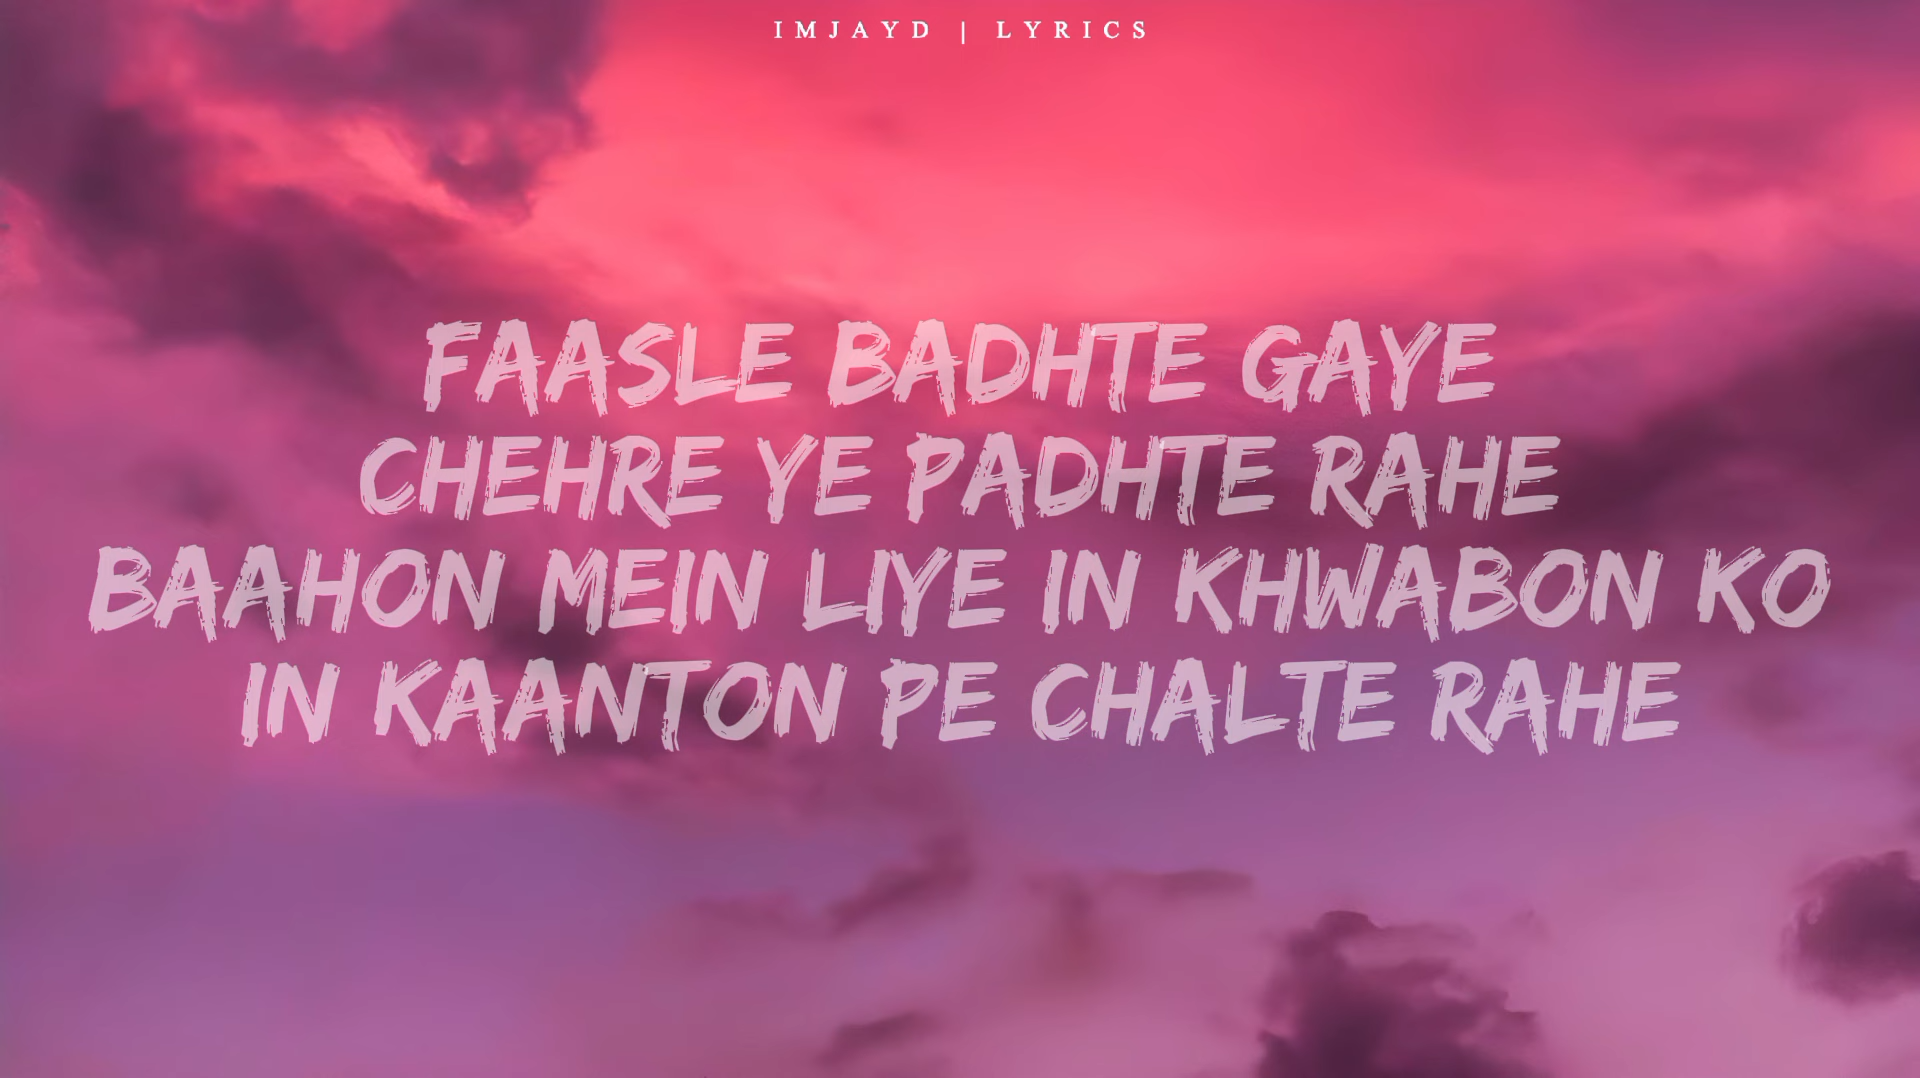 IMJAYD | LYRICS
FAASLE BADHTE GAYE
CHEHRE YE PADHTE RAHE
BAAHON MEIN LIYE IN KHWABON KO
IN KAANTON PE CHALTE RAHE